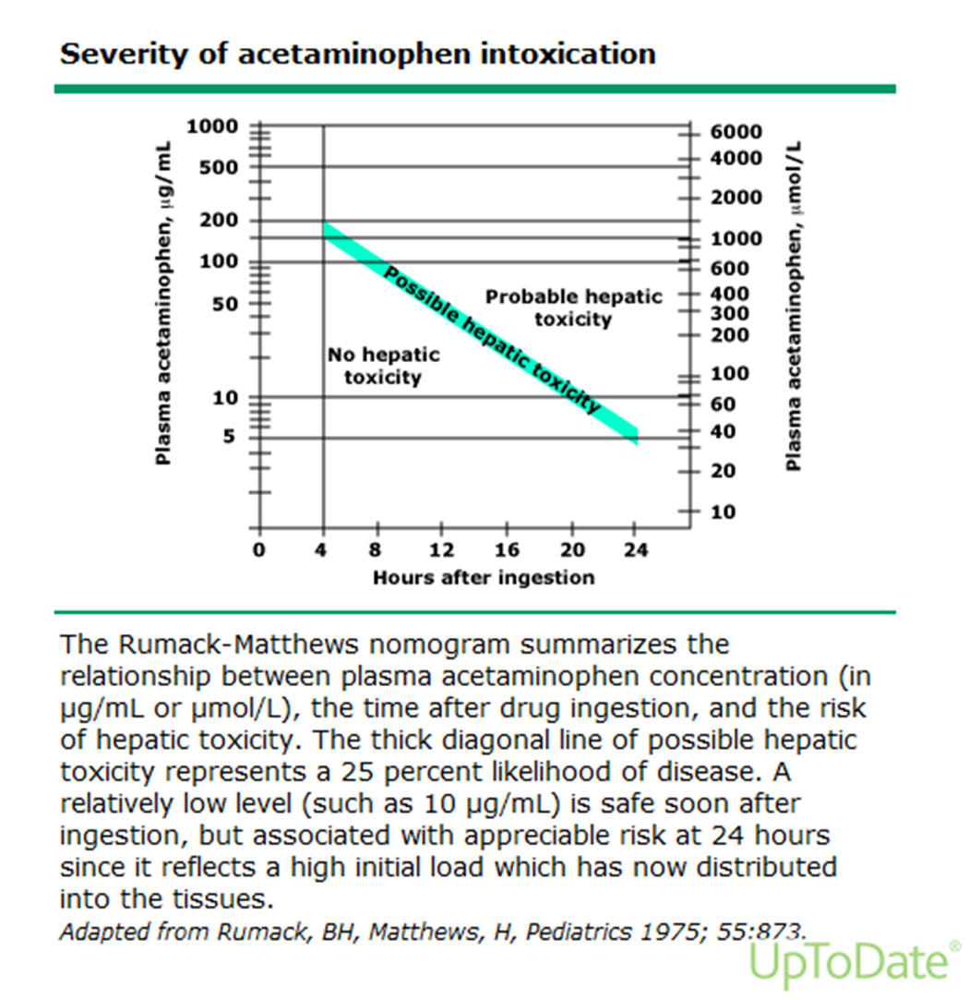 Severity of acetaminophen intoxication
Plasma acetaminophen, µg/mL
1000
500
200
100
50
10
5
6000
4000
2000
1000
600
400
300
200
100
60
40
20
10
Plasma acetaminophen, µmol/L
Possible hepatic toxicity
Probable hepatic
toxicity
No hepatic
toxicity
0 4 8 12 16 20 24
Hours after ingestion
The Rumack-Matthews nomogram summarizes the
relationship between plasma acetaminophen concentration (in
µg/mL or µmol/L), the time after drug ingestion, and the risk
of hepatic toxicity. The thick diagonal line of possible hepatic
toxicity represents a 25 percent likelihood of disease. A
relatively low level (such as 10 µg/mL) is safe soon after
ingestion, but associated with appreciable risk at 24 hours
since it reflects a high initial load which has now distributed
into the tissues.
Adapted from Rumack, BH, Matthews, H, Pediatrics 1975; 55:873.
UpToDate®